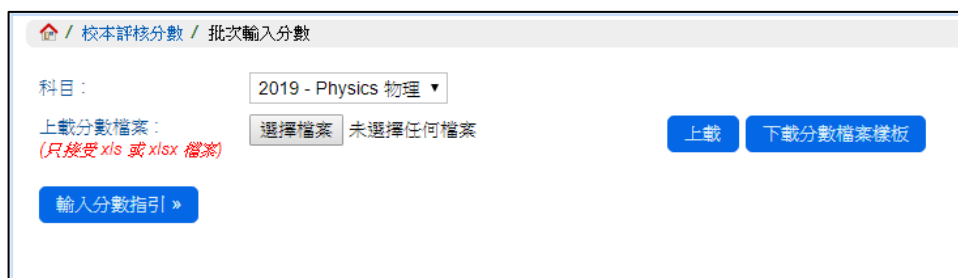 / 校本評核分數 / 批次輸入分數
科目：
2019 - Physics 物理
上載分數檔案：
(只接受 xls 或 xlsx 檔案)
選擇檔案 未選擇任何檔案
上載 下載分數檔案樣板
輸入分數指引 »